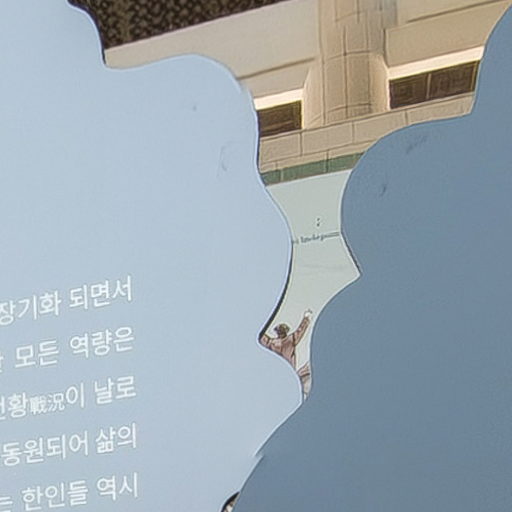 장기화 되면서
모든 역량은
전황戰況이 날로
동원되어 삶의
는 한인들 역시